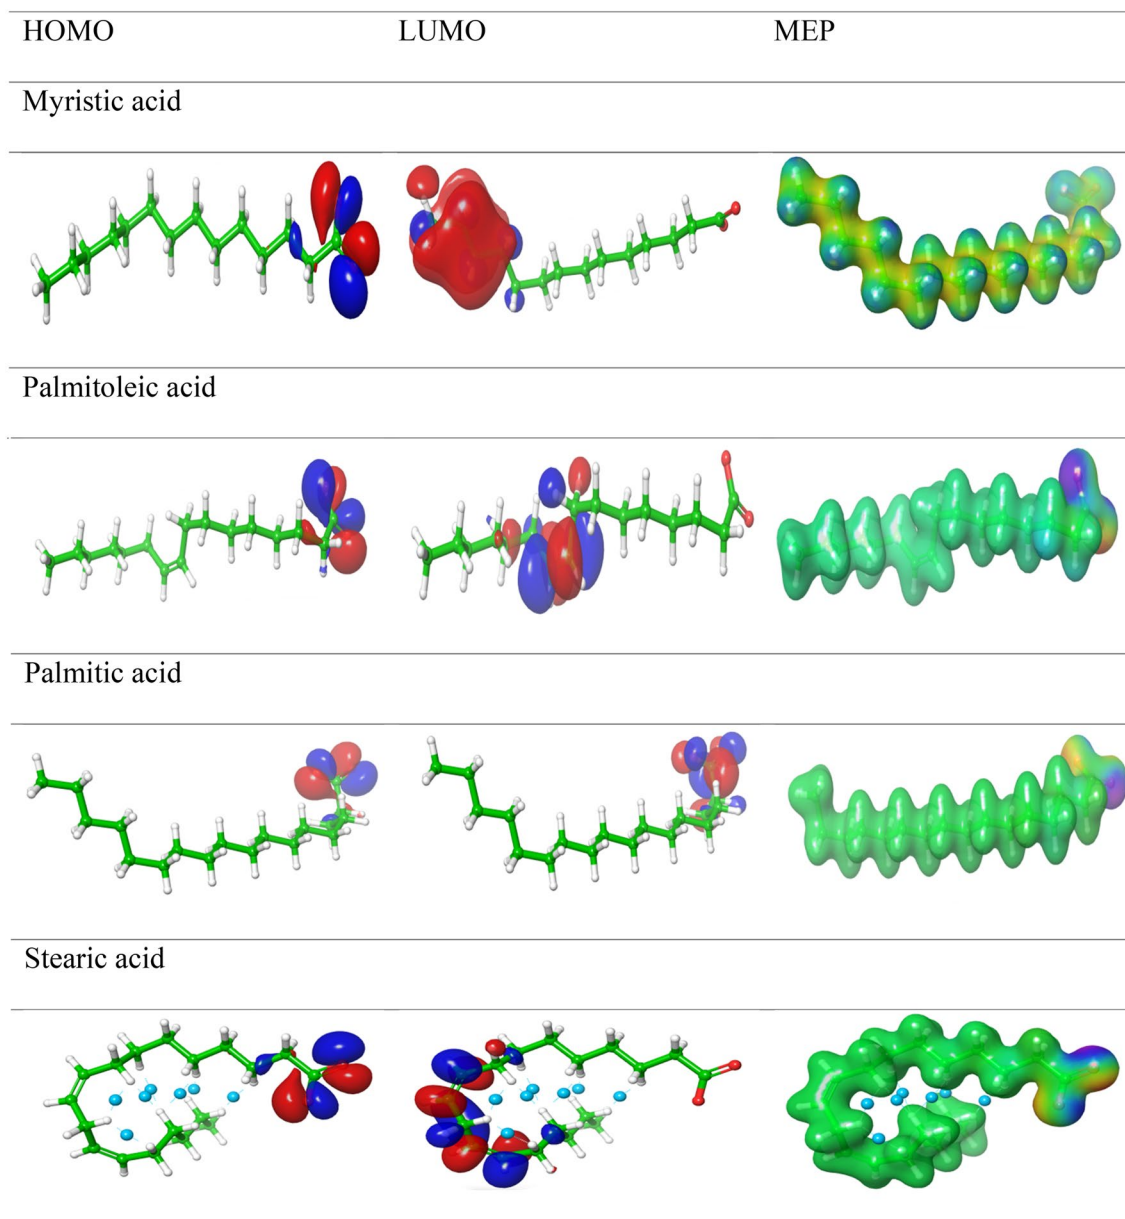 HOMO LUMO MEP
Myristic acid
Palmitoleic acid
Palmitic acid
Stearic acid